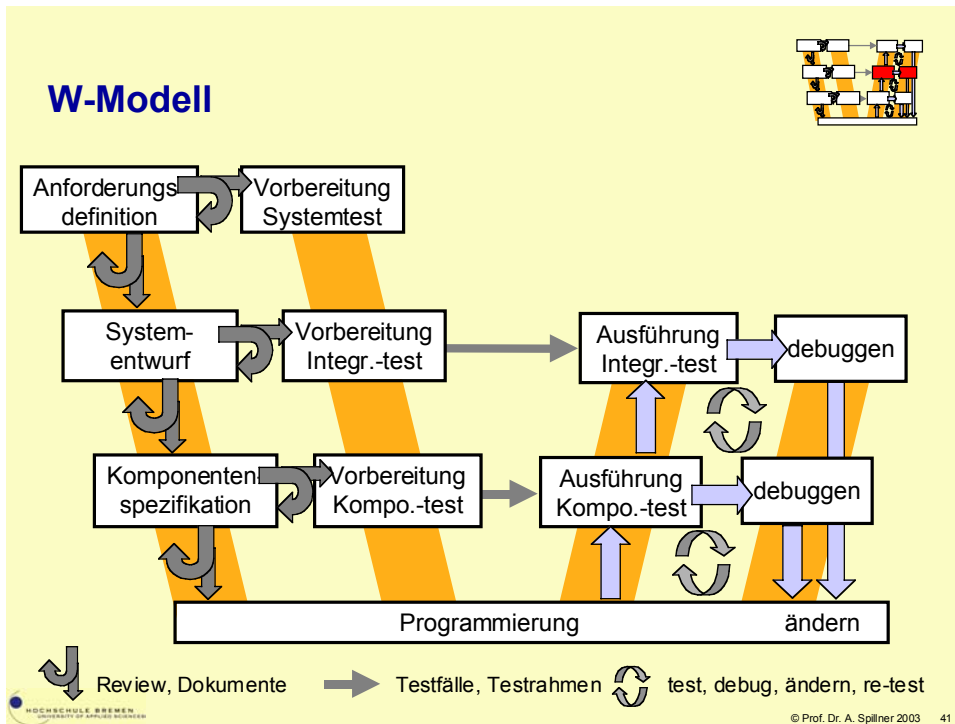 W-Modell
Anforderungs
definition
Vorbereitung
Systemtest
System-
entwurf
Vorbereitung
Integr.-test
Ausführung
Integr.-test
debuggen
Komponenten
spezifikation
Vorbereitung
Kompo.-test
Ausführung
Kompo.-test
debuggen
Programmierung
ändern
Review, Dokumente
Testfälle, Testrahmen
test, debug, ändern, re-test
HOCHSCHULE BREMEN
UNIVERSITY OF APPLIED SCIENCES
© Prof. Dr. A. Spillner 2003
41